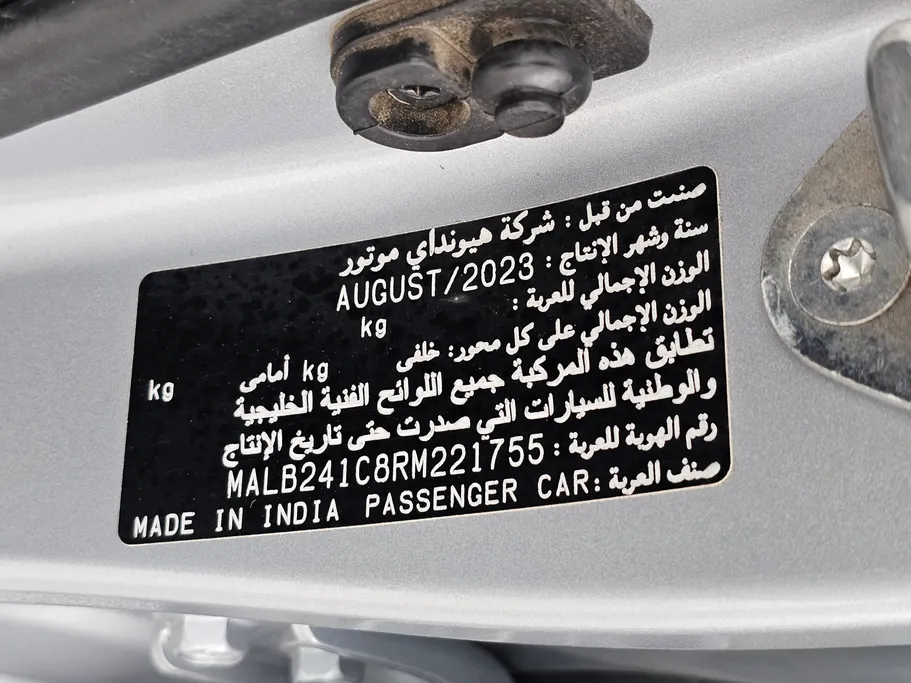 صنعت من قبل : شركة هيونداي موتور
سنة وشهر الإنتاج : AUGUST/2023
الوزن الإجمالي للعربة :
kg
الوزن الإجمالي على كل محور: خلفى kg أمامى kg
تطابق هذه المركبة جميع اللوائح الفنية الخليجية
والوطنية للسيارات التي صدرت حتى تاريخ الإنتاج
رقم الهوية للعربة : MALB241C8RM221755
صنف العربة : PASSENGER CAR MADE IN INDIA